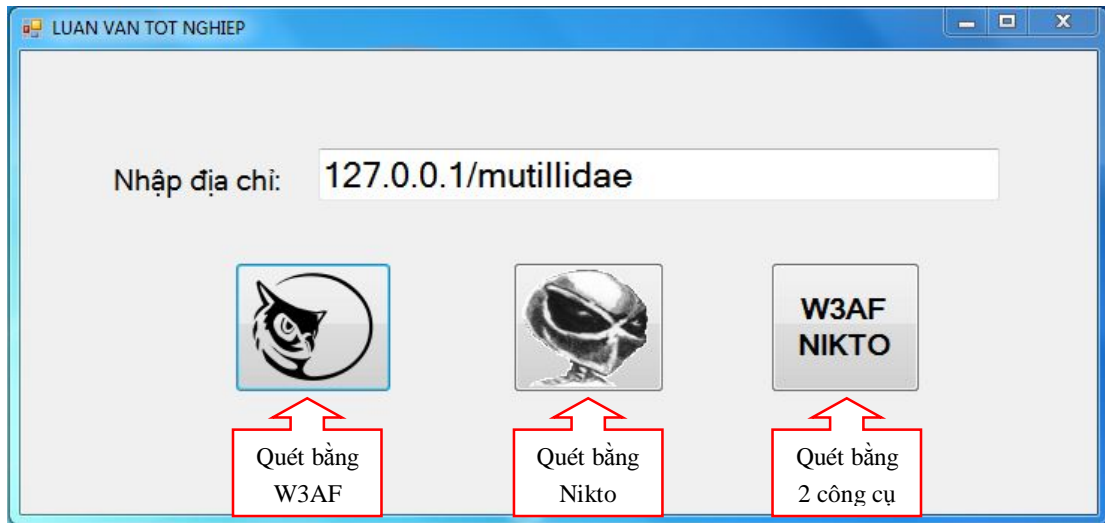 LUAN VAN TOT NGHIEP
Nhập địa chỉ:
127.0.0.1/mutillidae
W3AF
NIKTO
Quét bằng
W3AF
Quét bằng
Nikto
Quét bằng
2 công cụ